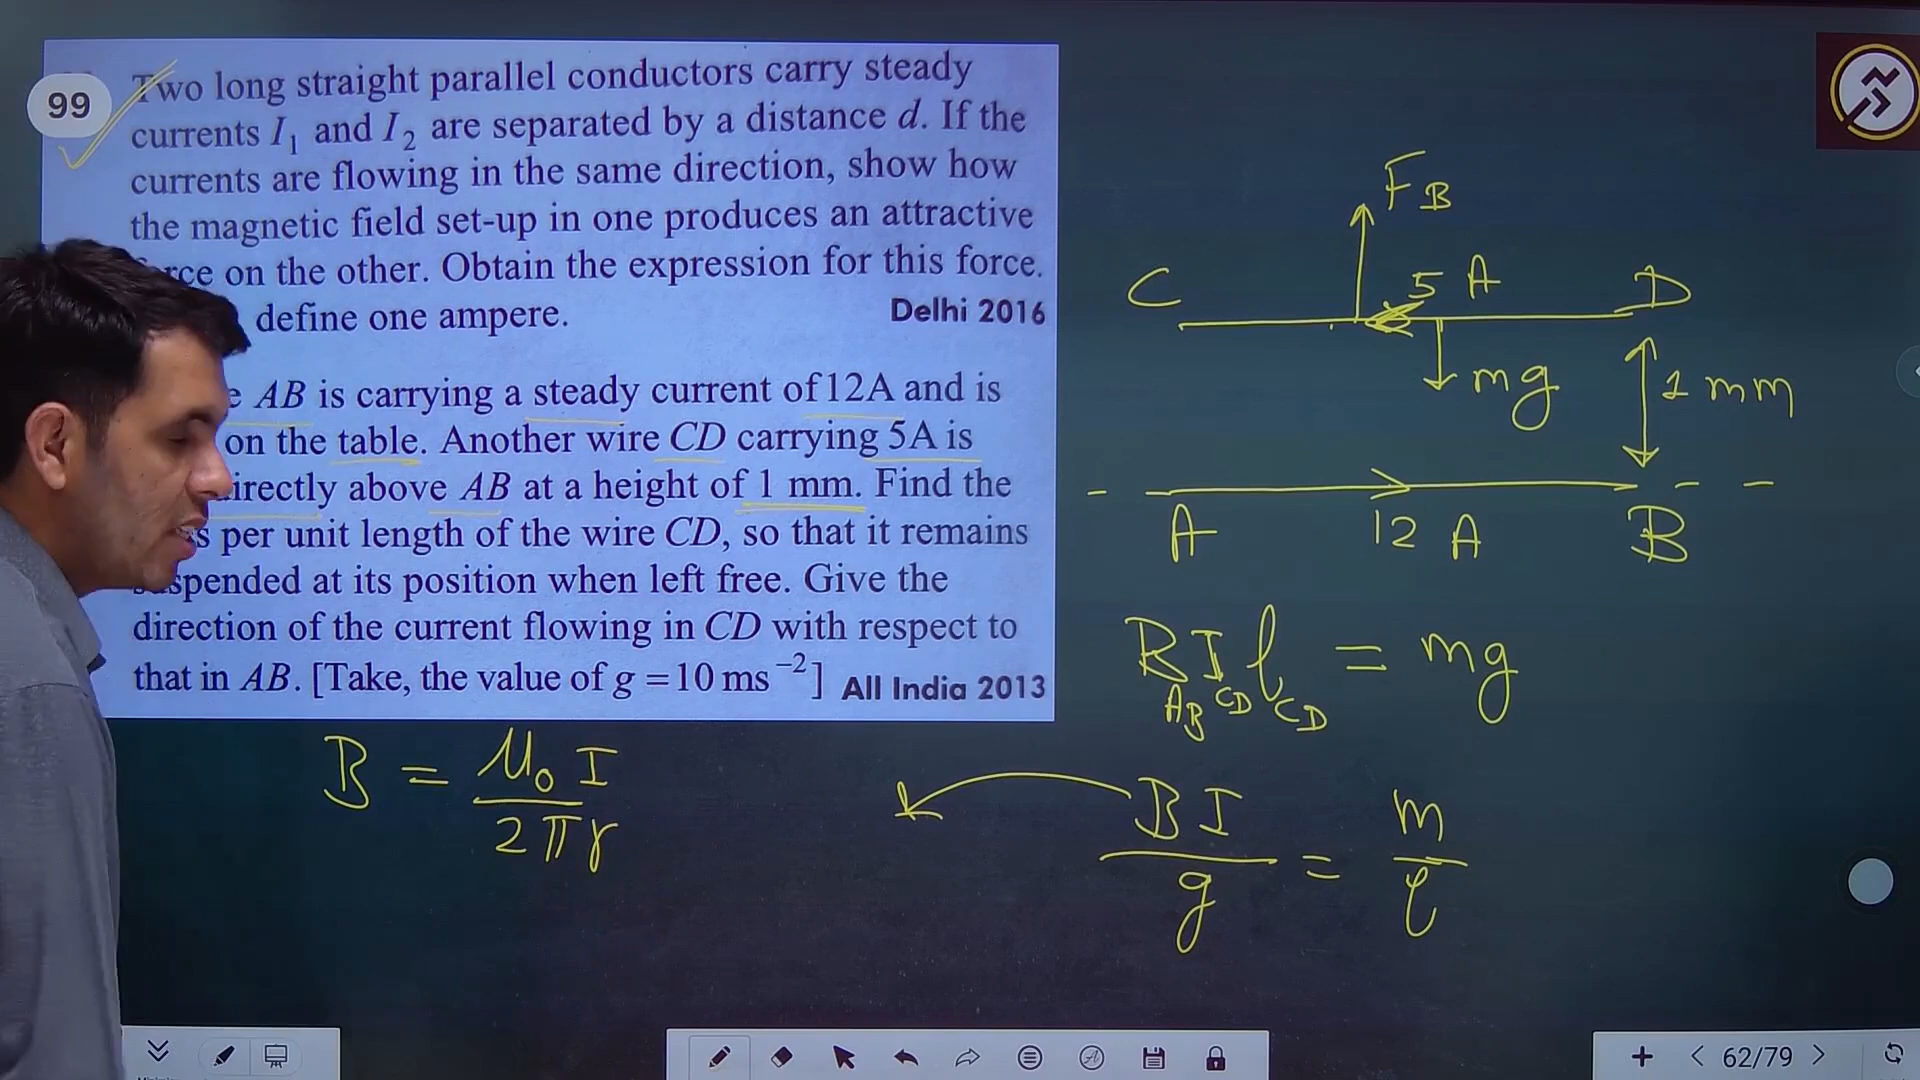 99
Two long straight parallel conductors carry steady
currents I₁ and I₂ are separated by a distance d. If the
currents are flowing in the same direction, show how
the magnetic field set-up in one produces an attractive
rce on the other. Obtain the expression for this force.
define one ampere. Delhi 2016
e AB is carrying a steady current of 12A and is
on the table. Another wire CD carrying 5A is
irectly above AB at a height of 1 mm. Find the
s per unit length of the wire CD, so that it remains
spended at its position when left free. Give the
direction of the current flowing in CD with respect to
that in AB. [Take, the value of g = 10 ms⁻²] All India 2013
F_B
C 5 A D
mg 1 mm
A 12 A B
B_AB I_CD l_CD = mg
B = μ₀I / 2πr
BI / g = m / l
62/79